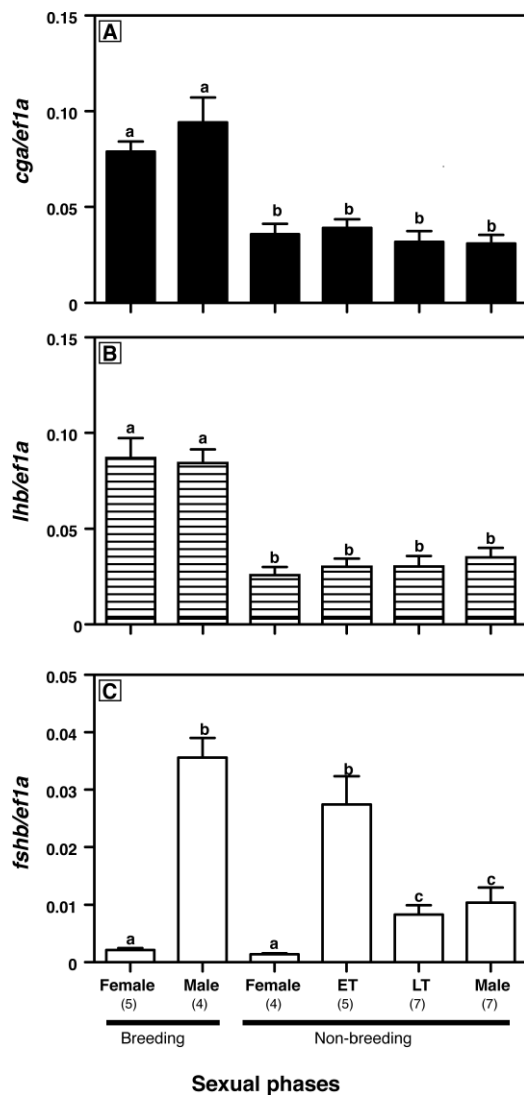 A
cga/ef1a
0.15
0.10
0.05
0
a
a
b
b
b
b
B
lhb/ef1a
0.15
0.10
0.05
0
a
a
b
b
b
b
C
fshb/ef1a
0.05
0.04
0.03
0.02
0.01
0
a
b
a
b
c
c
Female Male Female ET LT Male
(5) (4) (4) (5) (7) (7)
Breeding Non-breeding
Sexual phases